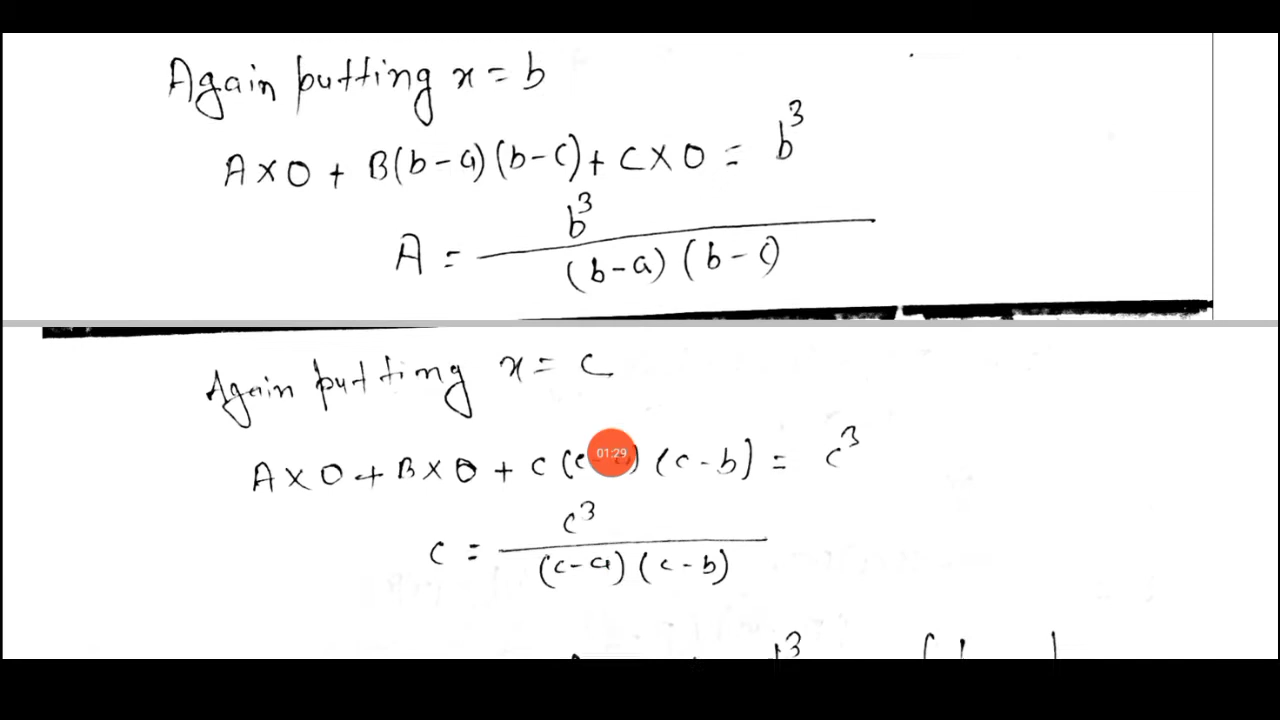 Again putting x = b
A × 0 + B(b-a)(b-c) + C × 0 = b³
A = b³ / (b-a)(b-c)
Again putting x = c
A × 0 + B × 0 + C (c (c-b) = c³
01:29
c = c³ / (c-a)(c-b)